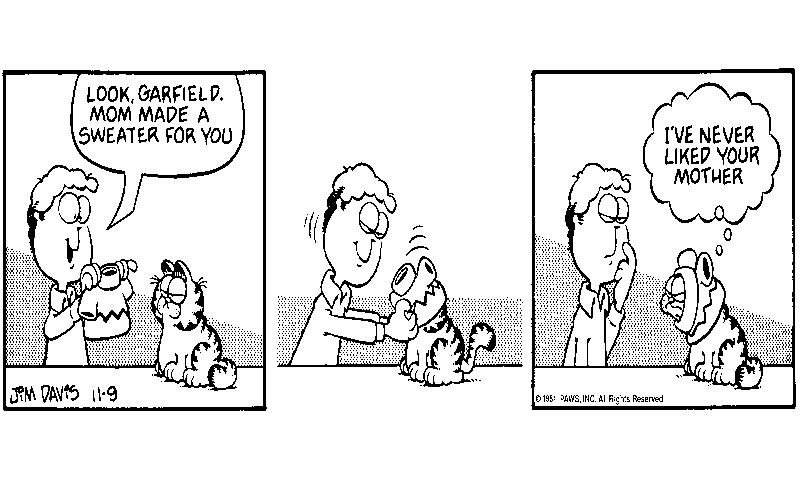 LOOK, GARFIELD.
MOM MADE A
SWEATER FOR YOU
JIM DAVIS 11-9
I'VE NEVER
LIKED YOUR
MOTHER
© 1981 PAWS, INC. All Rights Reserved